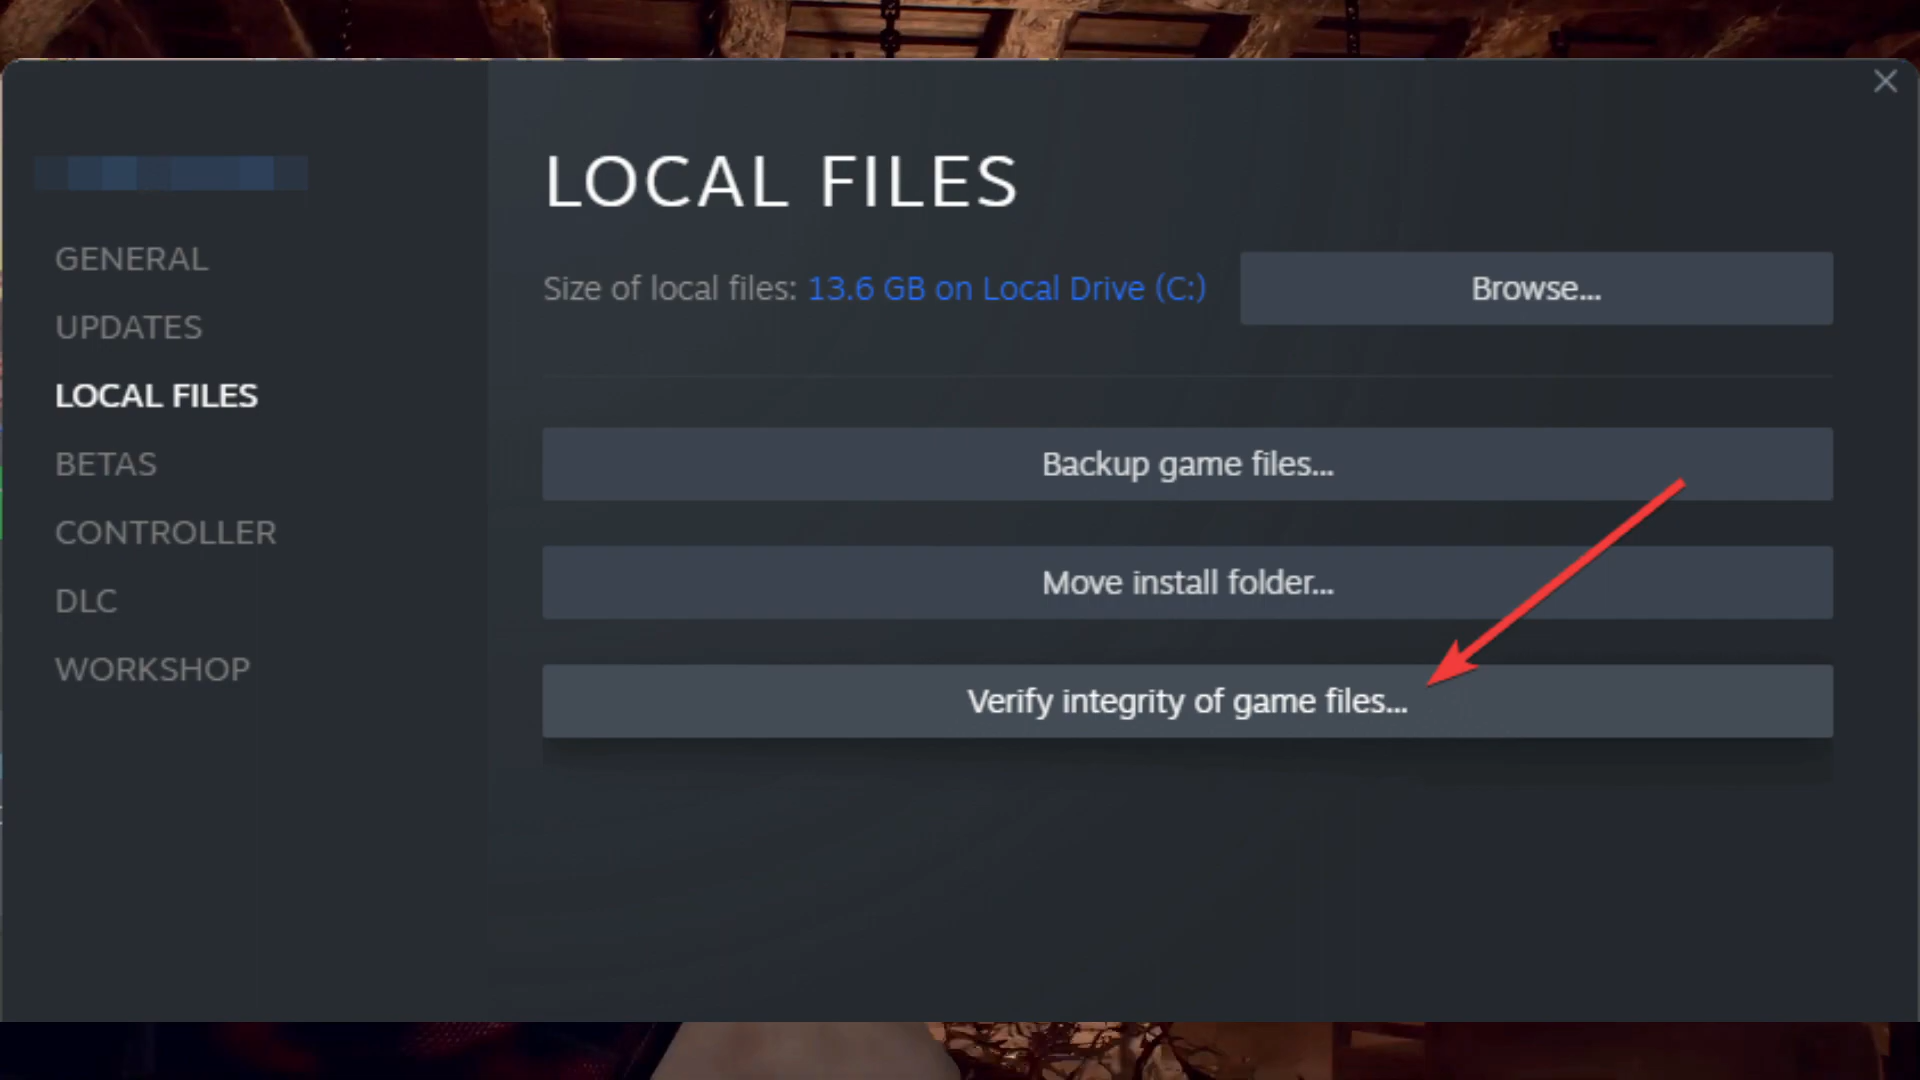 GENERAL
UPDATES
LOCAL FILES
BETAS
CONTROLLER
DLC
WORKSHOP
LOCAL FILES
Size of local files: 13.6 GB on Local Drive (C:)
Browse...
Backup game files...
Move install folder...
Verify integrity of game files...